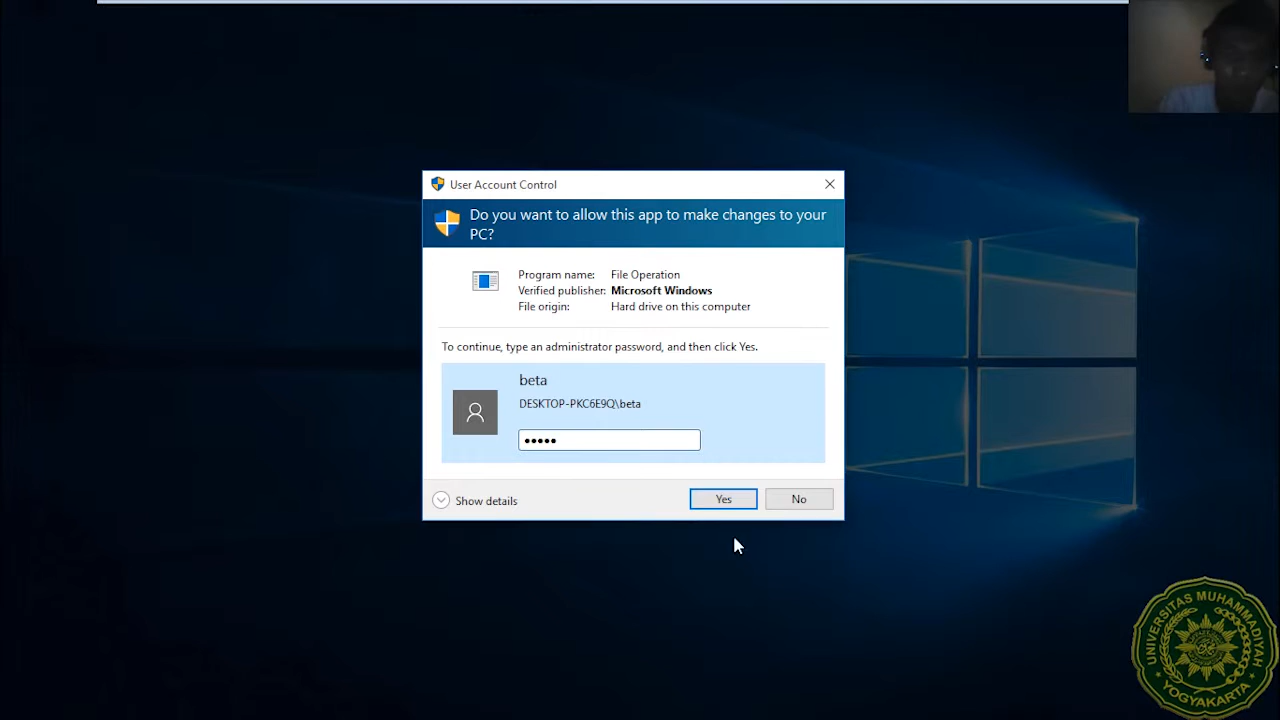 User Account Control
Do you want to allow this app to make changes to your
PC?
Program name: File Operation
Verified publisher: Microsoft Windows
File origin: Hard drive on this computer
To continue, type an administrator password, and then click Yes.
beta
DESKTOP-PKC6E9Q\beta
•••••
Show details
Yes
No
UNIVERSITAS MUHAMMADIYAH
YOGYAKARTA